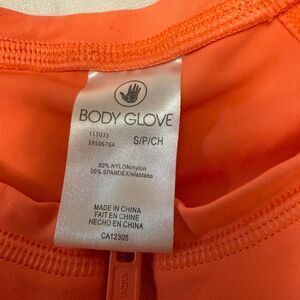 BODY GLOVE
115033 S/P/CH
39506764
80% NYLON/nylon
20% SPANDEX/elastano
MADE IN CHINA
FAIT EN CHINE
HECHO EN CHINA
CA12305